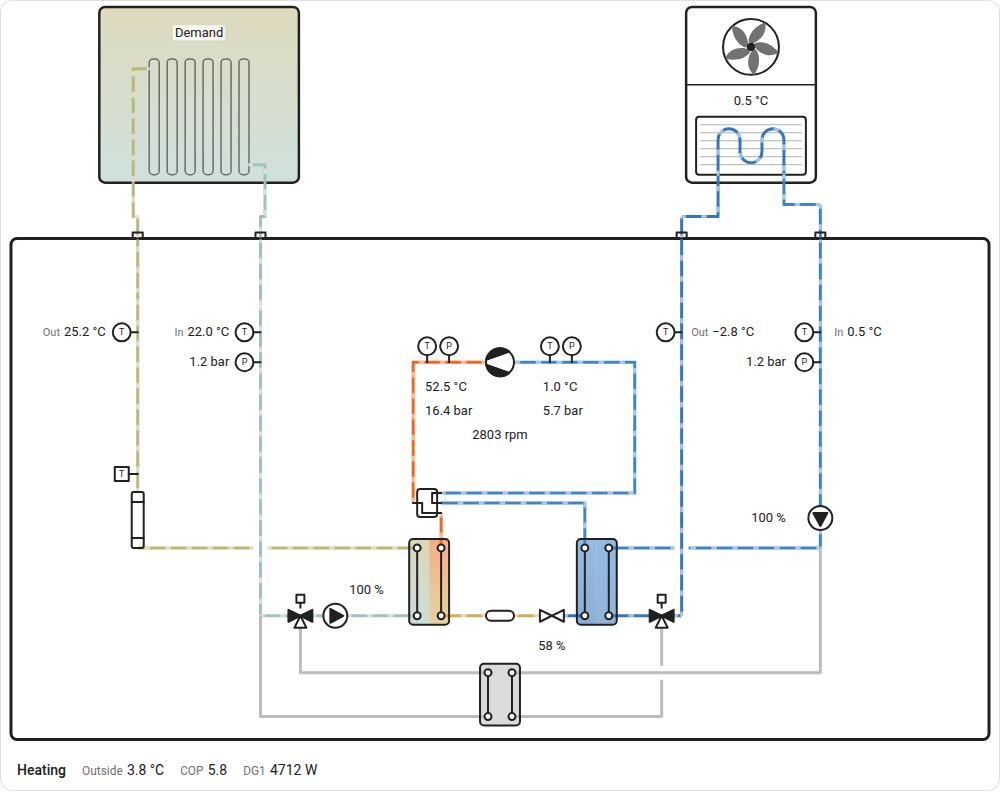 Demand
0.5 °C
Out 25.2 °C T
In 22.0 °C T
1.2 bar P
T P
T P
T Out −2.8 °C
T In 0.5 °C
1.2 bar P
52.5 °C
16.4 bar
1.0 °C
5.7 bar
2803 rpm
T
100 %
100 %
58 %
Heating Outside 3.8 °C COP 5.8 DG1 4712 W